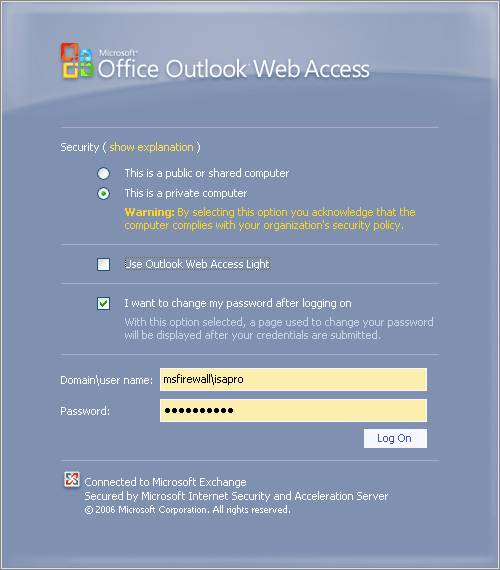 Microsoft®
Office Outlook® Web Access
Security ( show explanation )
This is a public or shared computer
This is a private computer
Warning: By selecting this option you acknowledge that the
computer complies with your organization's security policy.
Use Outlook Web Access Light
I want to change my password after logging on
With this option selected, a page used to change your password
will be displayed after your credentials are submitted.
Domain\user name: msfirewall\isapro
Password: ●●●●●●●●●●
Log On
Connected to Microsoft Exchange
Secured by Microsoft Internet Security and Acceleration Server
© 2006 Microsoft Corporation. All rights reserved.